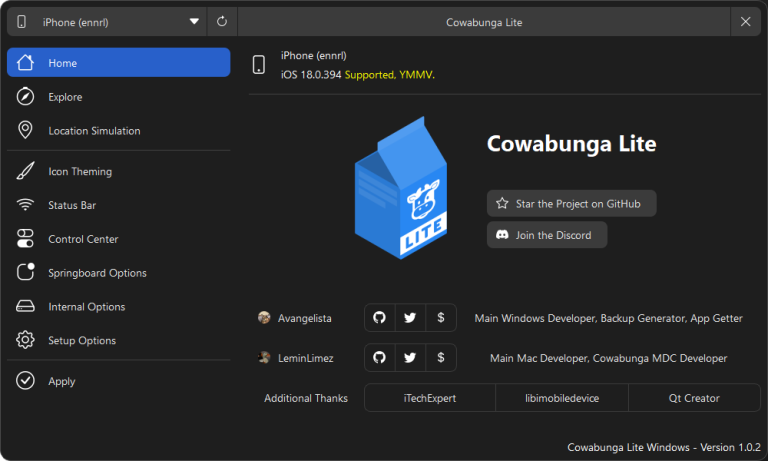 iPhone (ennrl)
Cowabunga Lite
Home
Explore
Location Simulation
Icon Theming
Status Bar
Control Center
Springboard Options
Internal Options
Setup Options
Apply
iPhone (ennrl)
iOS 18.0.394 Supported, YMMV.
LITE
Cowabunga Lite
Star the Project on GitHub
Join the Discord
Avangelista $ Main Windows Developer, Backup Generator, App Getter
LeminLimez $ Main Mac Developer, Cowabunga MDC Developer
Additional Thanks iTechExpert libimobiledevice Qt Creator
Cowabunga Lite Windows - Version 1.0.2